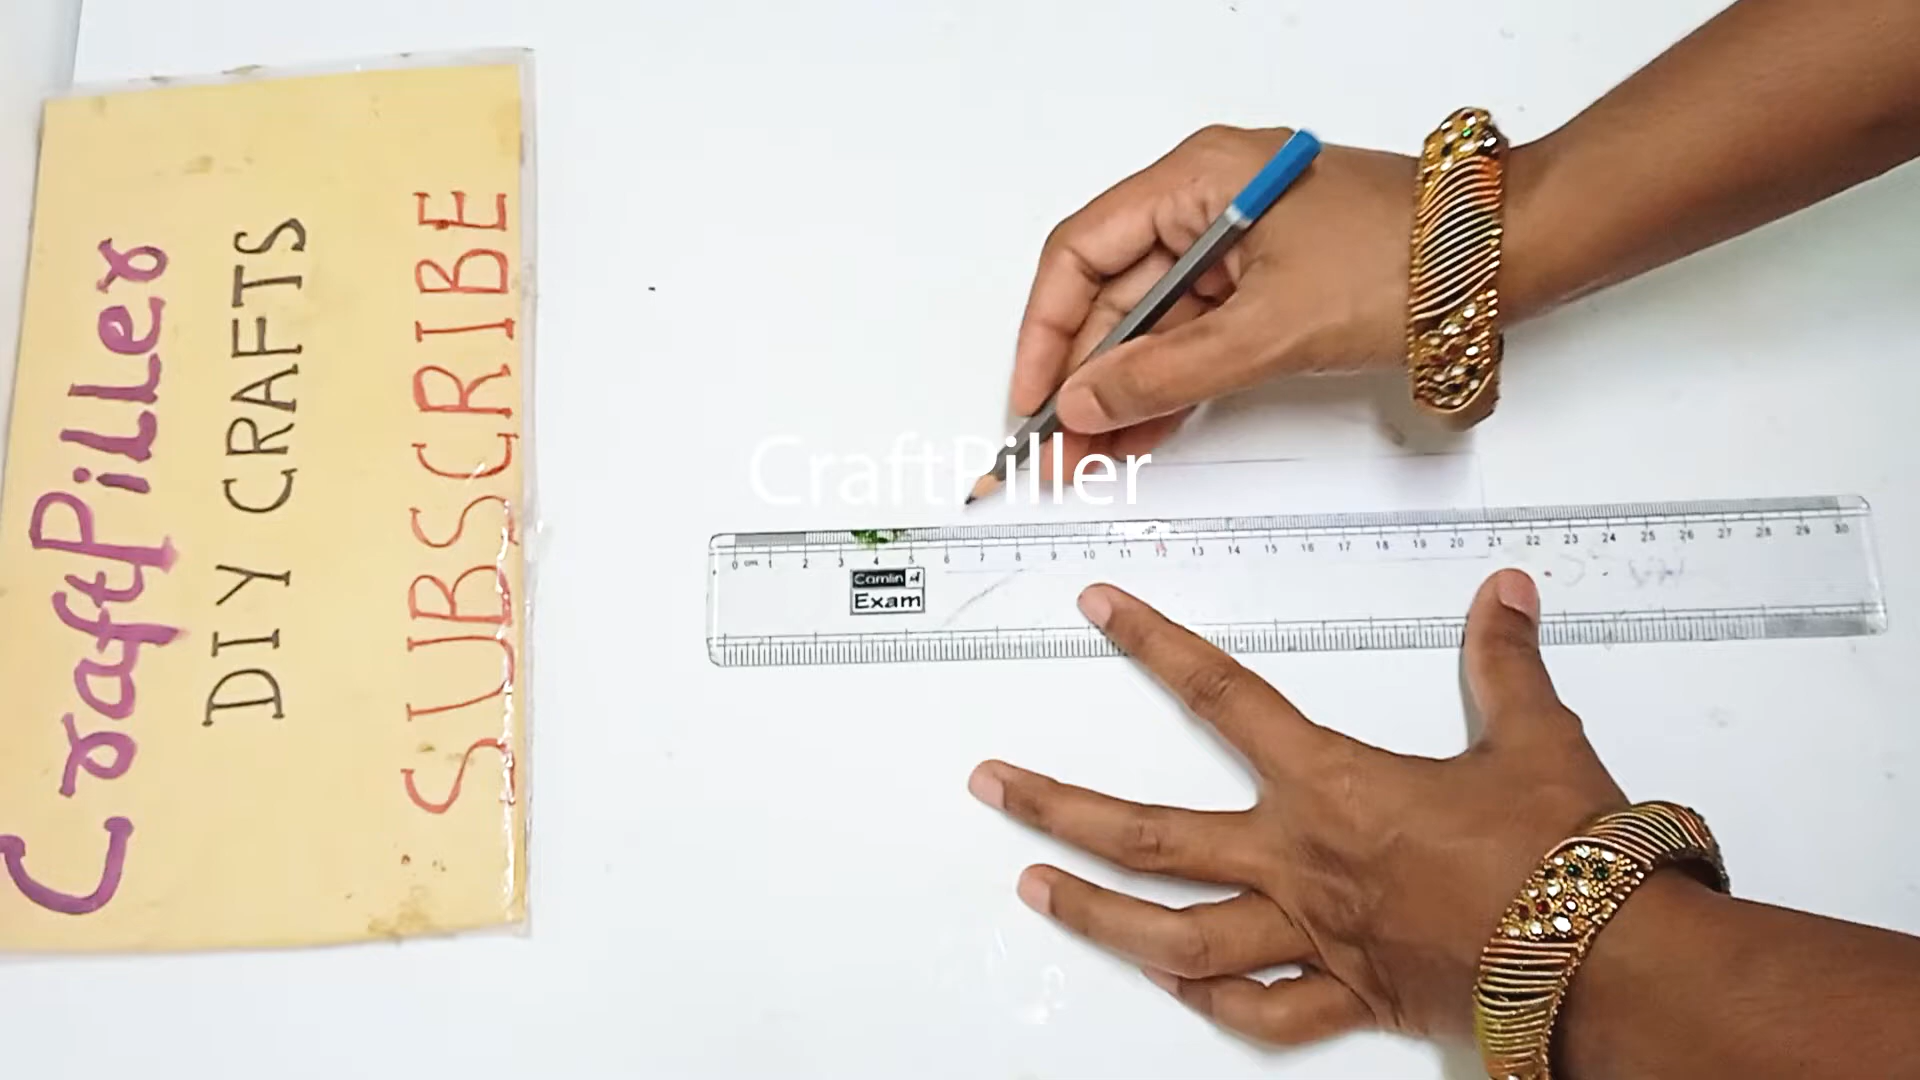 CraftPiller
DIY CRAFTS
SUBSCRIBE
CraftPiller
0 cms 1 2 3 4 5 6 7 8 9 10 11 12 13 14 15 16 17 18 19 20 21 22 23 24 25 26 27 28 29 30
Camlin
Exam